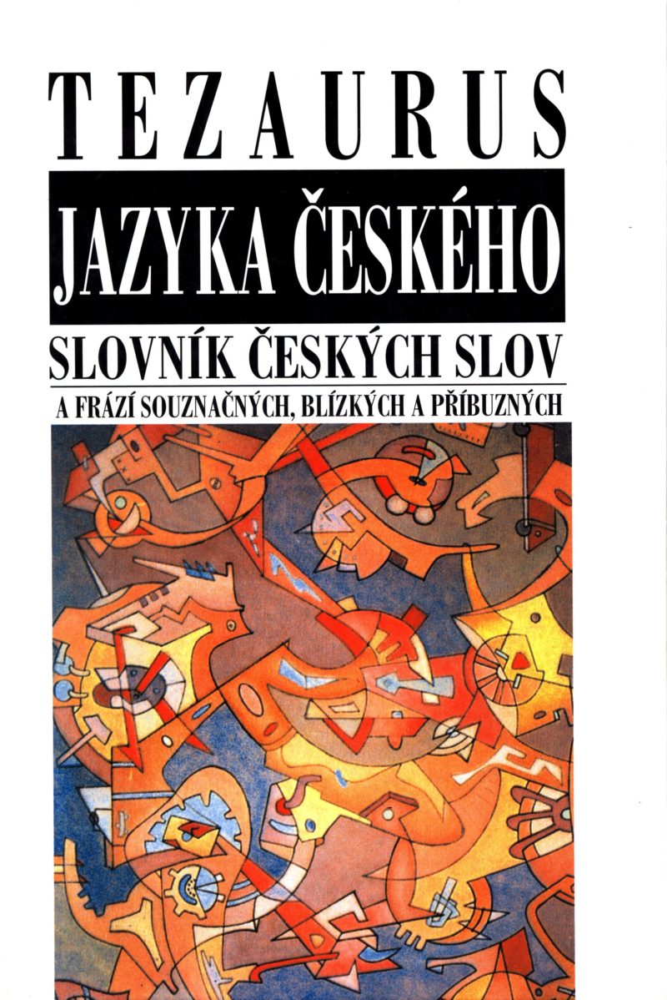 TEZAURUS
JAZYKA ČESKÉHO
SLOVNÍK ČESKÝCH SLOV
A FRÁZÍ SOUZNAČNÝCH, BLÍZKÝCH A PŘÍBUZNÝCH